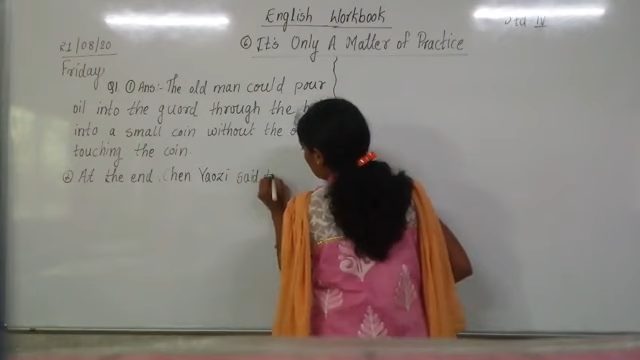 English Workbook
Std IV
21/08/20
6 It's Only A Matter of Practice
Friday
Q1. 1 Ans:- The old man could pour
oil into the guord through the
into a small coin without the
touching the coin.
2 At the end. Chen Yaozi said